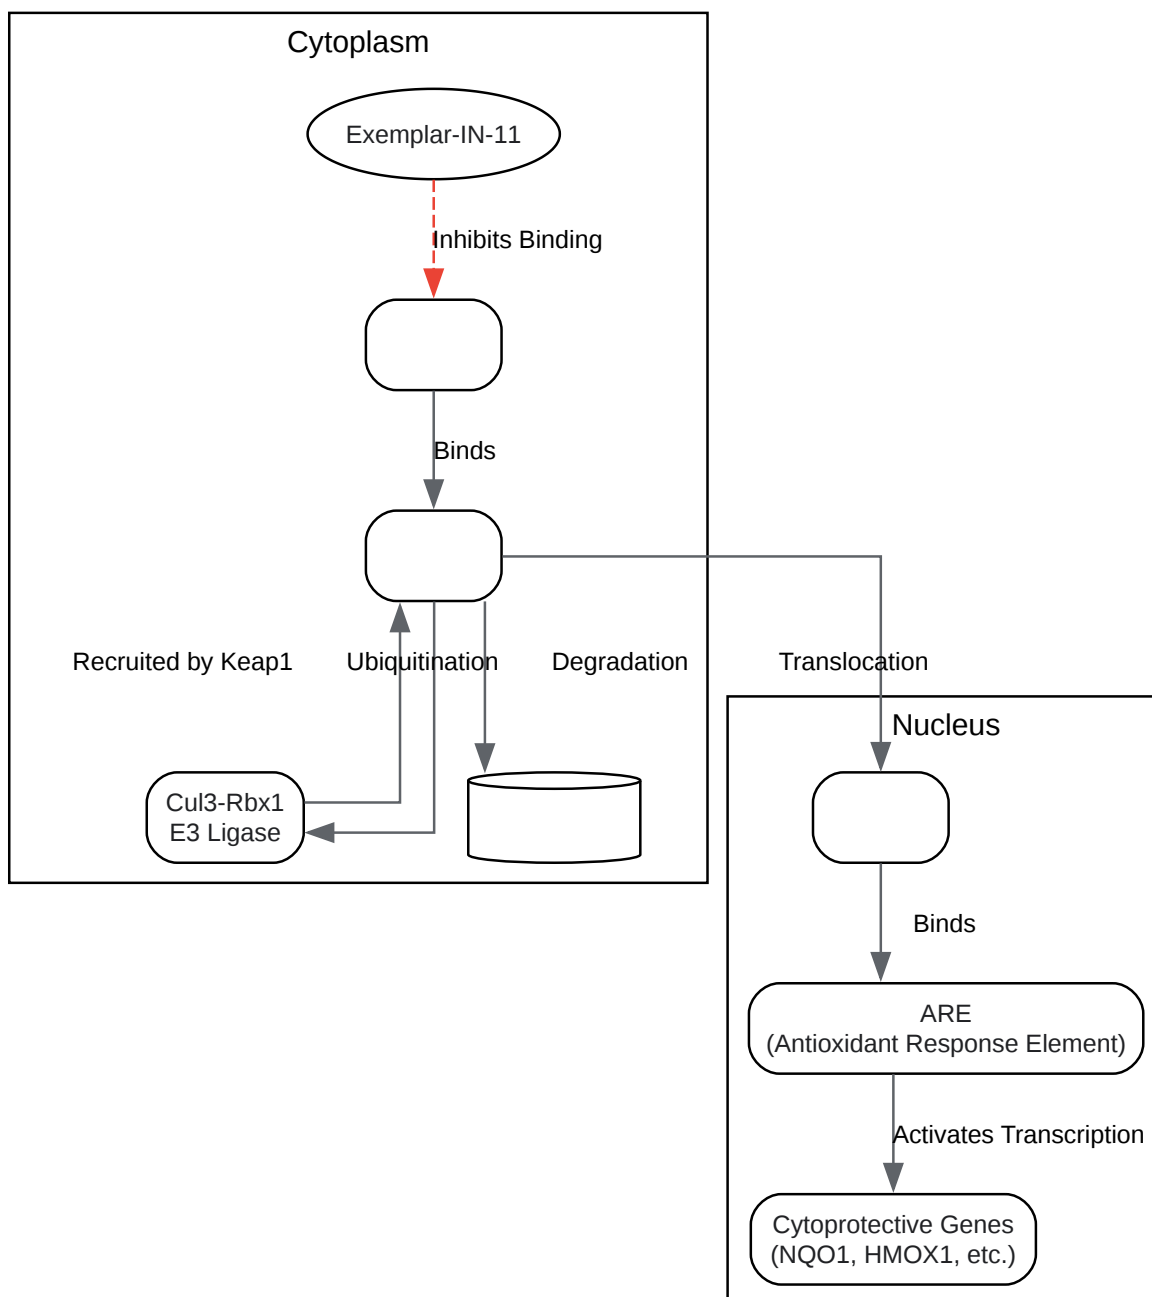 Cytoplasm
Exemplar-IN-11
Inhibits Binding
Binds
Recruited by Keap1
Ubiquitination
Degradation
Translocation
Nucleus
Cul3-Rbx1
E3 Ligase
Binds
ARE
(Antioxidant Response Element)
Activates Transcription
Cytoprotective Genes
(NQO1, HMOX1, etc.)